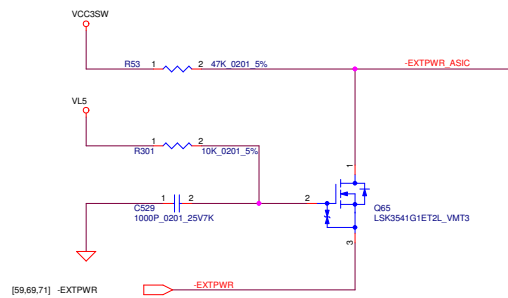 VCC3SW
R53 1 2 47K_0201_5%
-EXTPWR_ASIC
VL5
1 2
R301 10K_0201_5%
1
1 2
C529
1000P_0201_25V7K
2
Q65
LSK3541G1ET2L_VMT3
3
[59,69,71] -EXTPWR
-EXTPWR